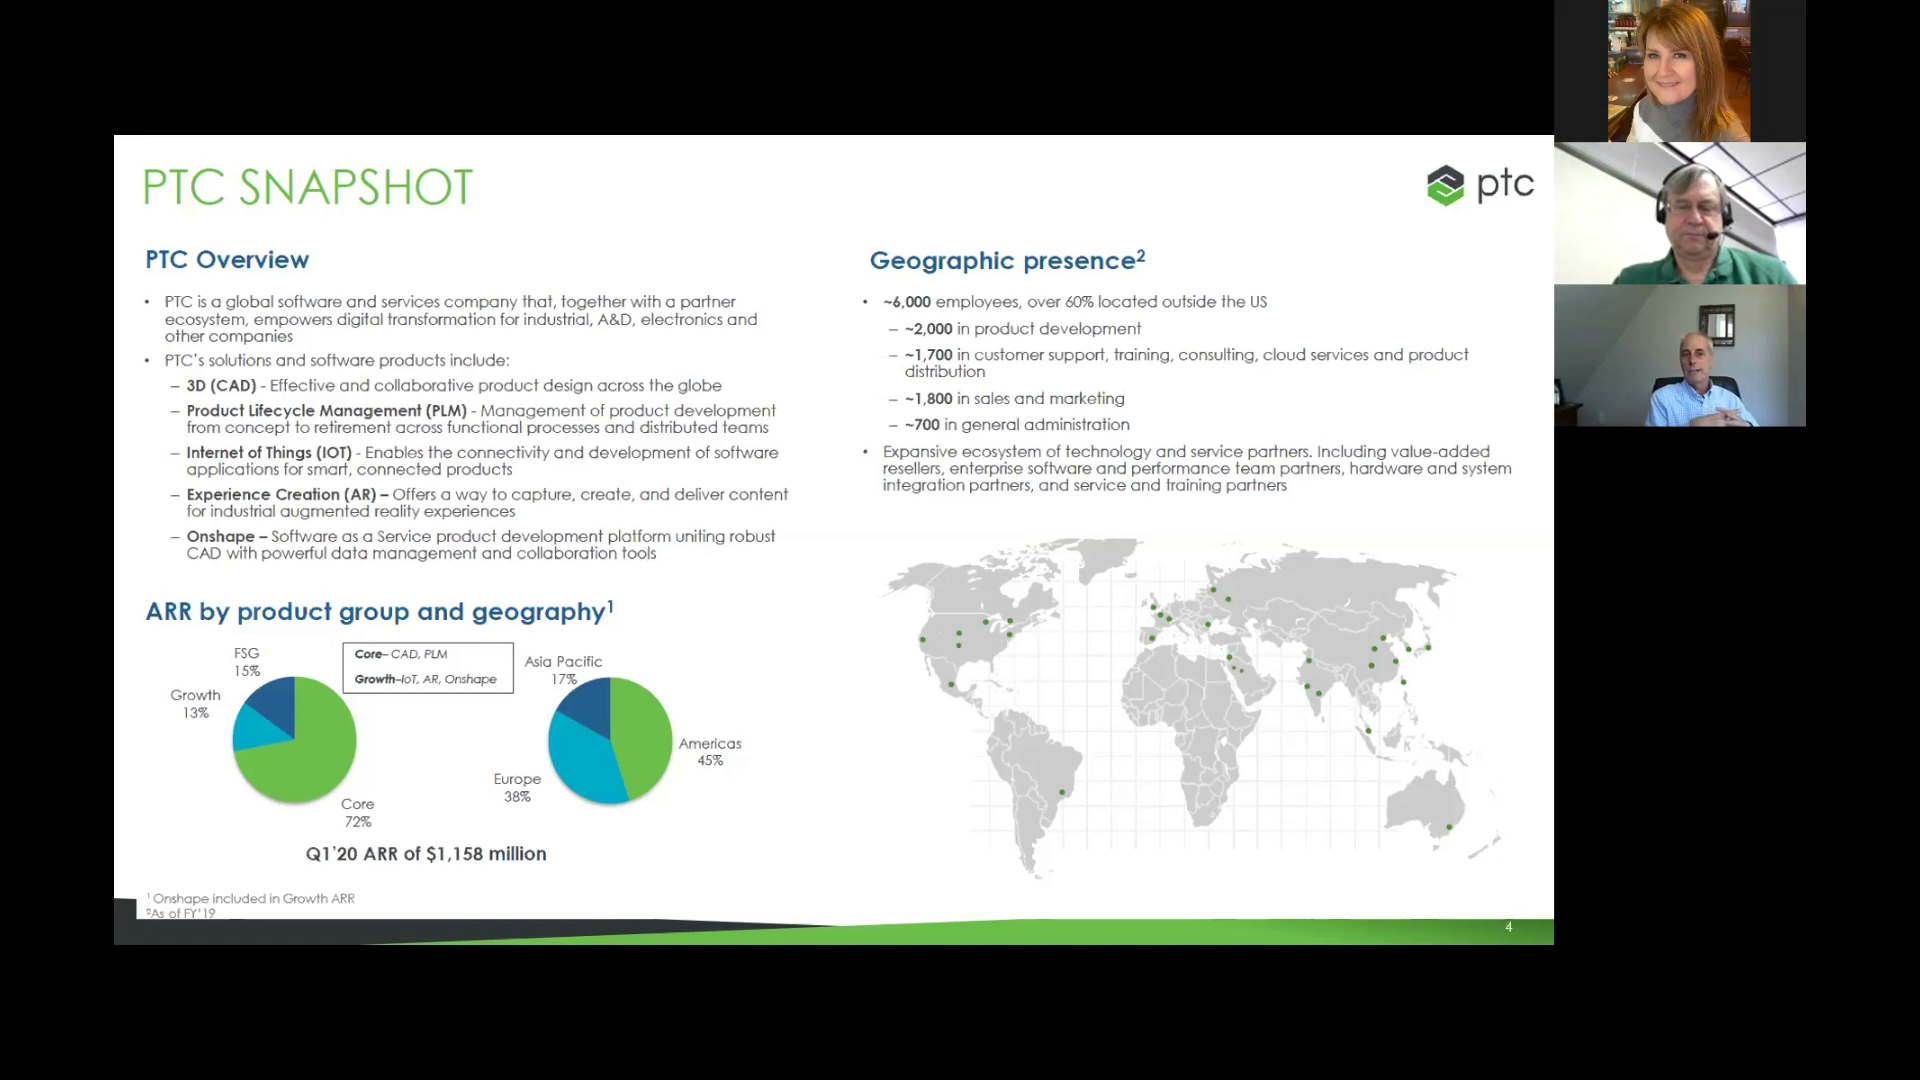 PTC SNAPSHOT
ptc
PTC Overview
• PTC is a global software and services company that, together with a partner
ecosystem, empowers digital transformation for industrial, A&D, electronics and
other companies
• PTC's solutions and software products include:
– 3D (CAD) - Effective and collaborative product design across the globe
– Product Lifecycle Management (PLM) - Management of product development
from concept to retirement across functional processes and distributed teams
– Internet of Things (IOT) - Enables the connectivity and development of software
applications for smart, connected products
– Experience Creation (AR) – Offers a way to capture, create, and deliver content
for industrial augmented reality experiences
– Onshape – Software as a Service product development platform uniting robust
CAD with powerful data management and collaboration tools
ARR by product group and geography1
FSG
15%
Growth
13%
Core
72%
Core– CAD, PLM
Growth–IoT, AR, Onshape
Asia Pacific
17%
Americas
45%
Europe
38%
Q1'20 ARR of $1,158 million
1 Onshape included in Growth ARR
2As of FY'19
Geographic presence2
• ~6,000 employees, over 60% located outside the US
– ~2,000 in product development
– ~1,700 in customer support, training, consulting, cloud services and product
distribution
– ~1,800 in sales and marketing
– ~700 in general administration
• Expansive ecosystem of technology and service partners. Including value-added
resellers, enterprise software and performance team partners, hardware and system
integration partners, and service and training partners
4